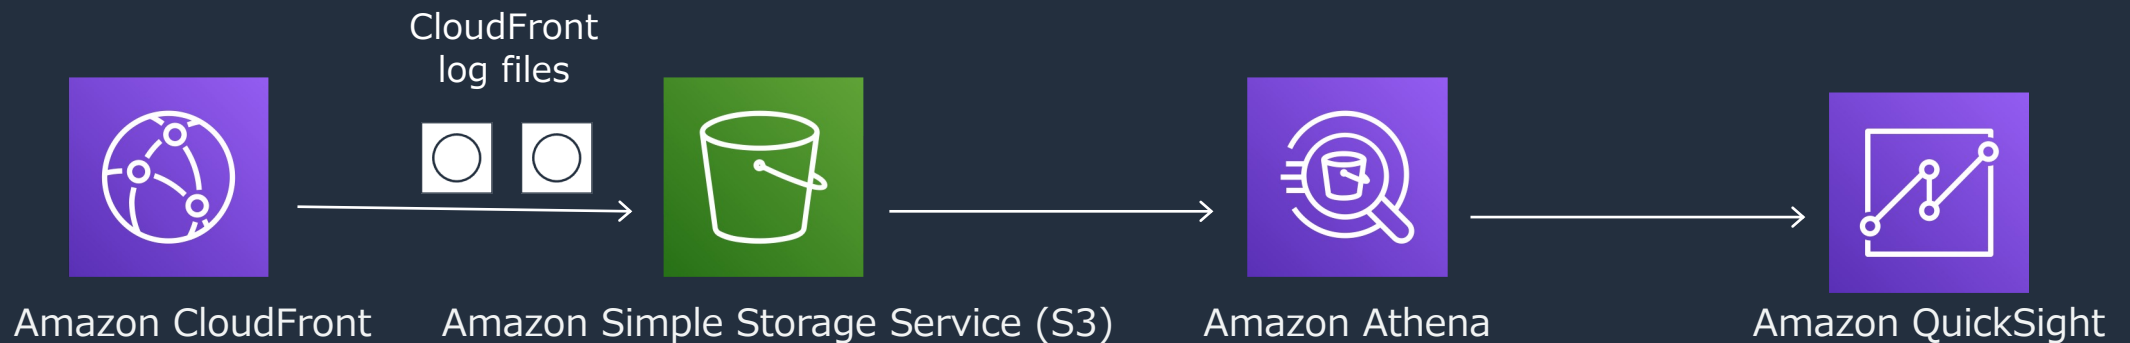 CloudFront
log files
Amazon CloudFront
Amazon Simple Storage Service (S3)
Amazon Athena
Amazon QuickSight